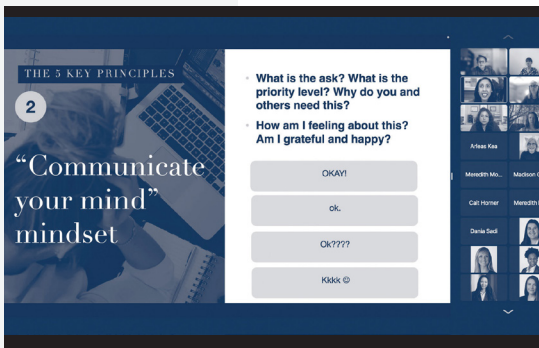 THE 5 KEY PRINCIPLES
2
“Communicate
your mind”
mindset
What is the ask? What is the
priority level? Why do you and
others need this?
How am I feeling about this?
Am I grateful and happy?
OKAY!
ok.
Ok????
Kkkk ☺
Arleas Kea
Meredith Mo...
Madison
Cait Horner
Meredith
Dania Sadi